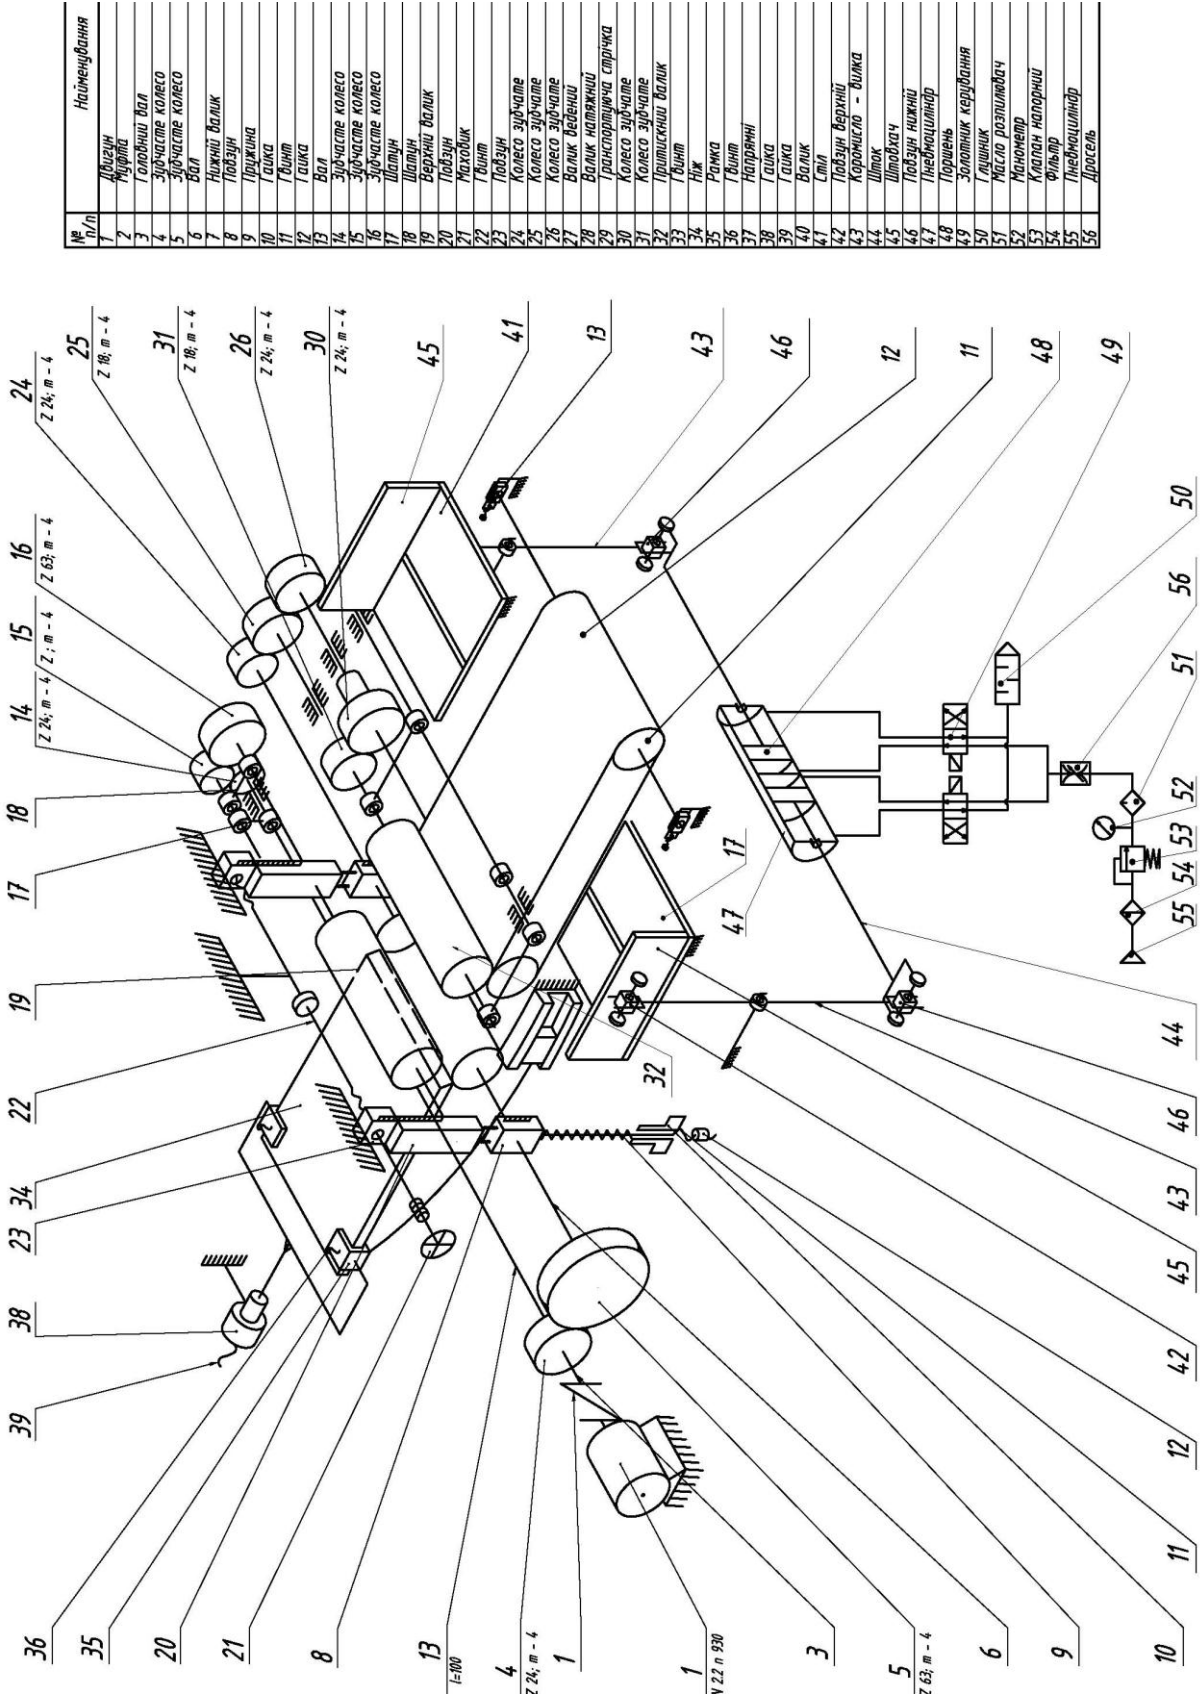 № п/п Найменування
1 Двигун
2 Муфта
3 Головний вал
4 Зубчасте колесо
5 Зубчасте колесо
6 Вал
7 Нижній валик
8 Повзун
9 Пружина
10 Гайка
11 Гвинт
12 Гайка
13 Вал
14 Зубчасте колесо
15 Зубчасте колесо
16 Зубчасте колесо
17 Шатун
18 Шатун
19 Верхній валик
20 Повзун
21 Маховик
22 Гвинт
23 Повзун
24 Колесо зубчате
25 Колесо зубчате
26 Колесо зубчате
27 Валик ведений
28 Валик натяжний
29 Транспортуюча стрічка
30 Колесо зубчате
31 Колесо зубчате
32 Притискний валик
33 Гвинт
34 Ніж
35 Рамка
36 Гвинт
37 Напрямні
38 Гайка
39 Гайка
40 Валик
41 Стіл
42 Повзун верхній
43 Коромисло - вилка
44 Шток
45 Штовхач
46 Повзун нижній
47 Пневмоциліндр
48 Поршень
49 Золотник керування
50 Глушник
51 Масло розпилювач
52 Манометр
53 Клапан напорний
54 Фільтр
55 Пневмоциліндр
56 Дросель
39
38
23
34
22
19
17
18
14
Z 24; m - 4
15
Z ; m - 4
16
Z 63; m - 4
24
Z 24; m - 4
25
Z 18; m - 4
31
Z 18; m - 4
26
Z 24; m - 4
30
Z 24; m - 4
45
41
13
43
46
12
11
48
49
50
56
51
52
53
54
55
47
17
32
44
46
43
45
42
12
11
10
9
6
5
Z 63; m - 4
3
1
N 2.2 n 930
1
4
Z 24; m - 4
13
l=100
8
21
20
35
36